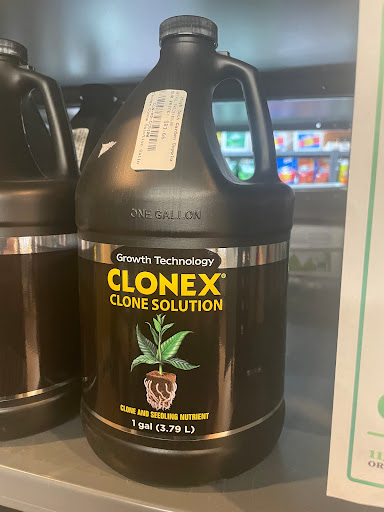 ONE GALLON
Growth Technology
CLONEX®
CLONE SOLUTION
CLONE AND SEEDLING NUTRIENT
1 gal (3.79 L)